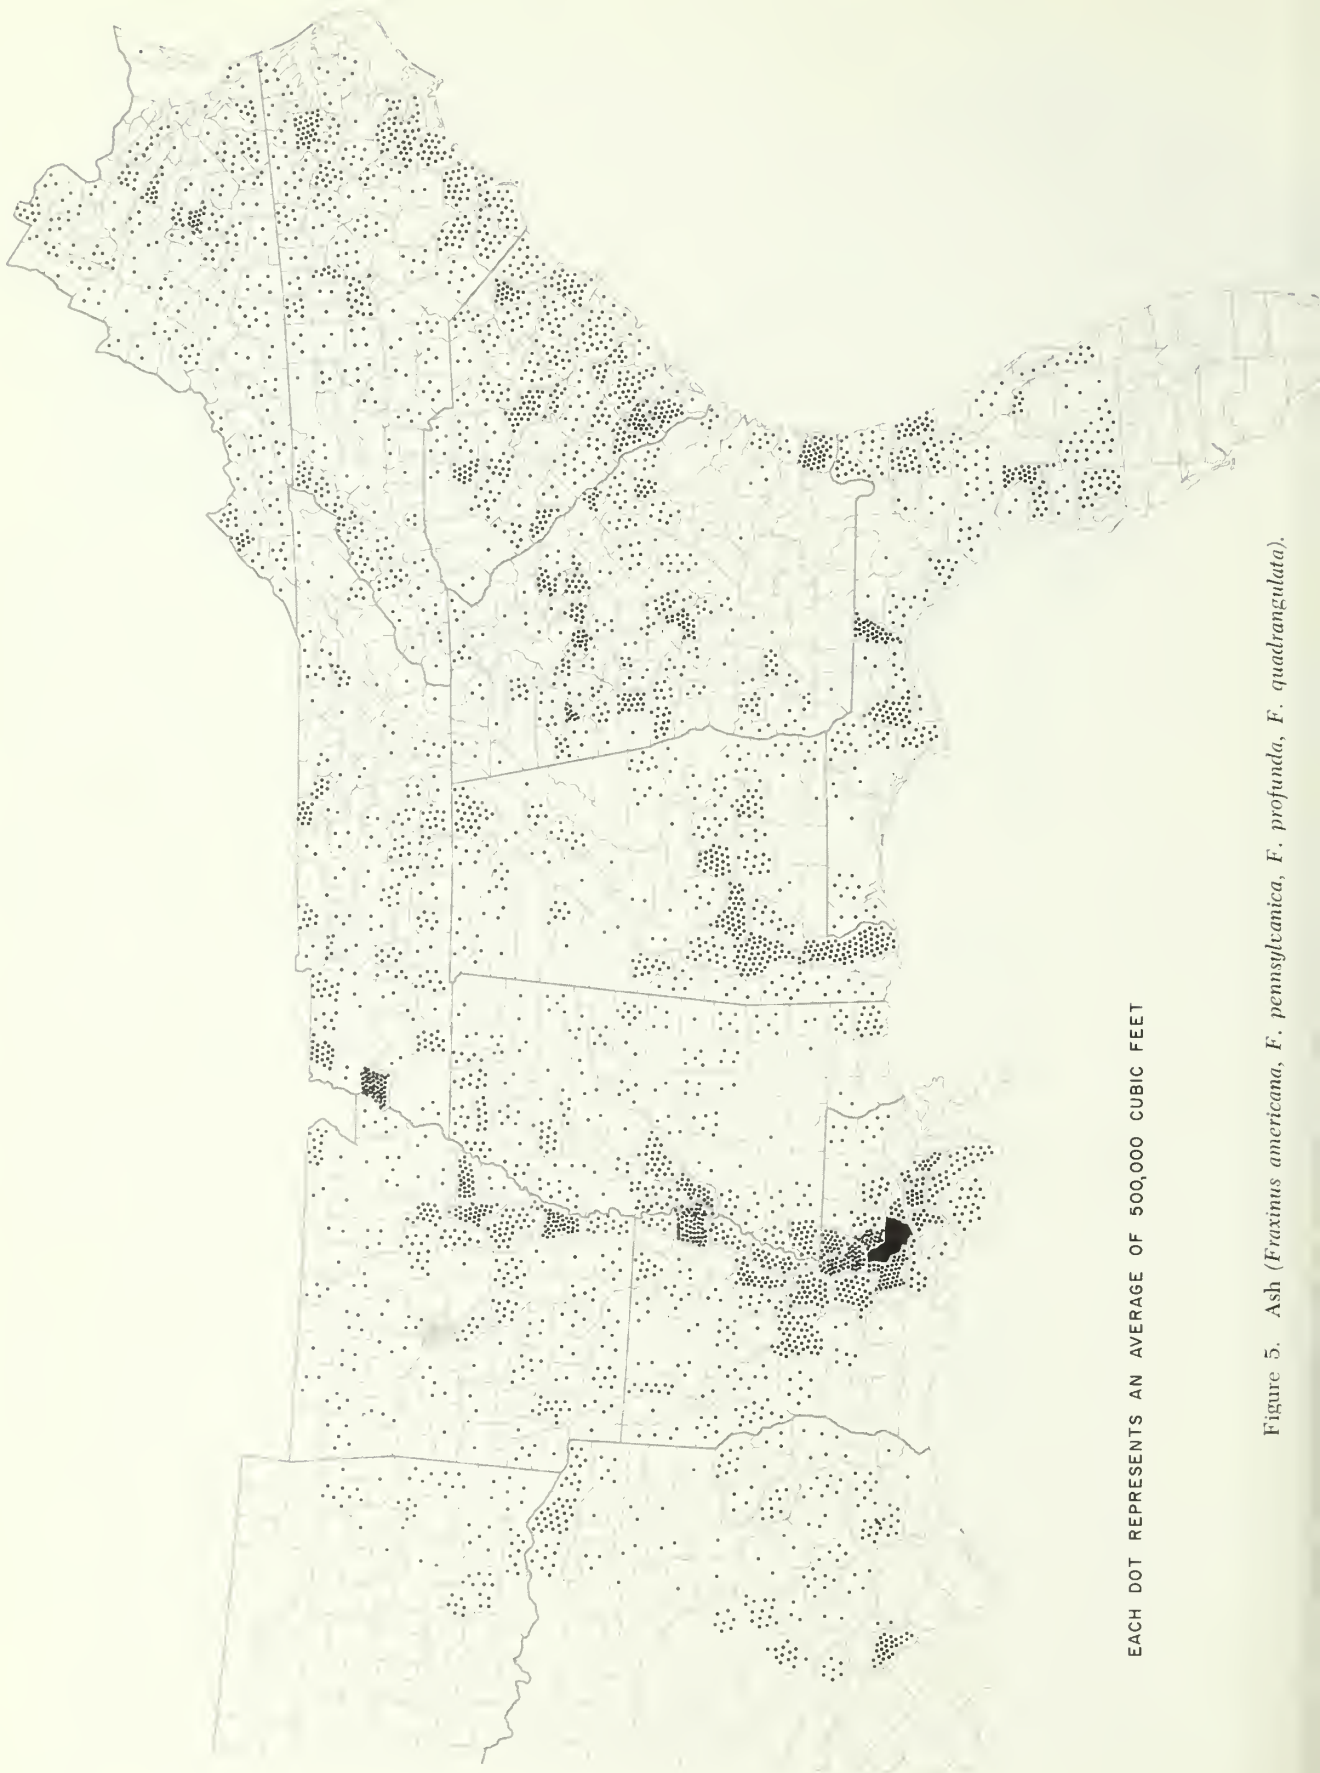 EACH DOT REPRESENTS AN AVERAGE OF 500,000 CUBIC FEET
Figure 5. Ash (Fraxinus americana, F. pennsylvanica, F. profunda, F. quadrangulata).